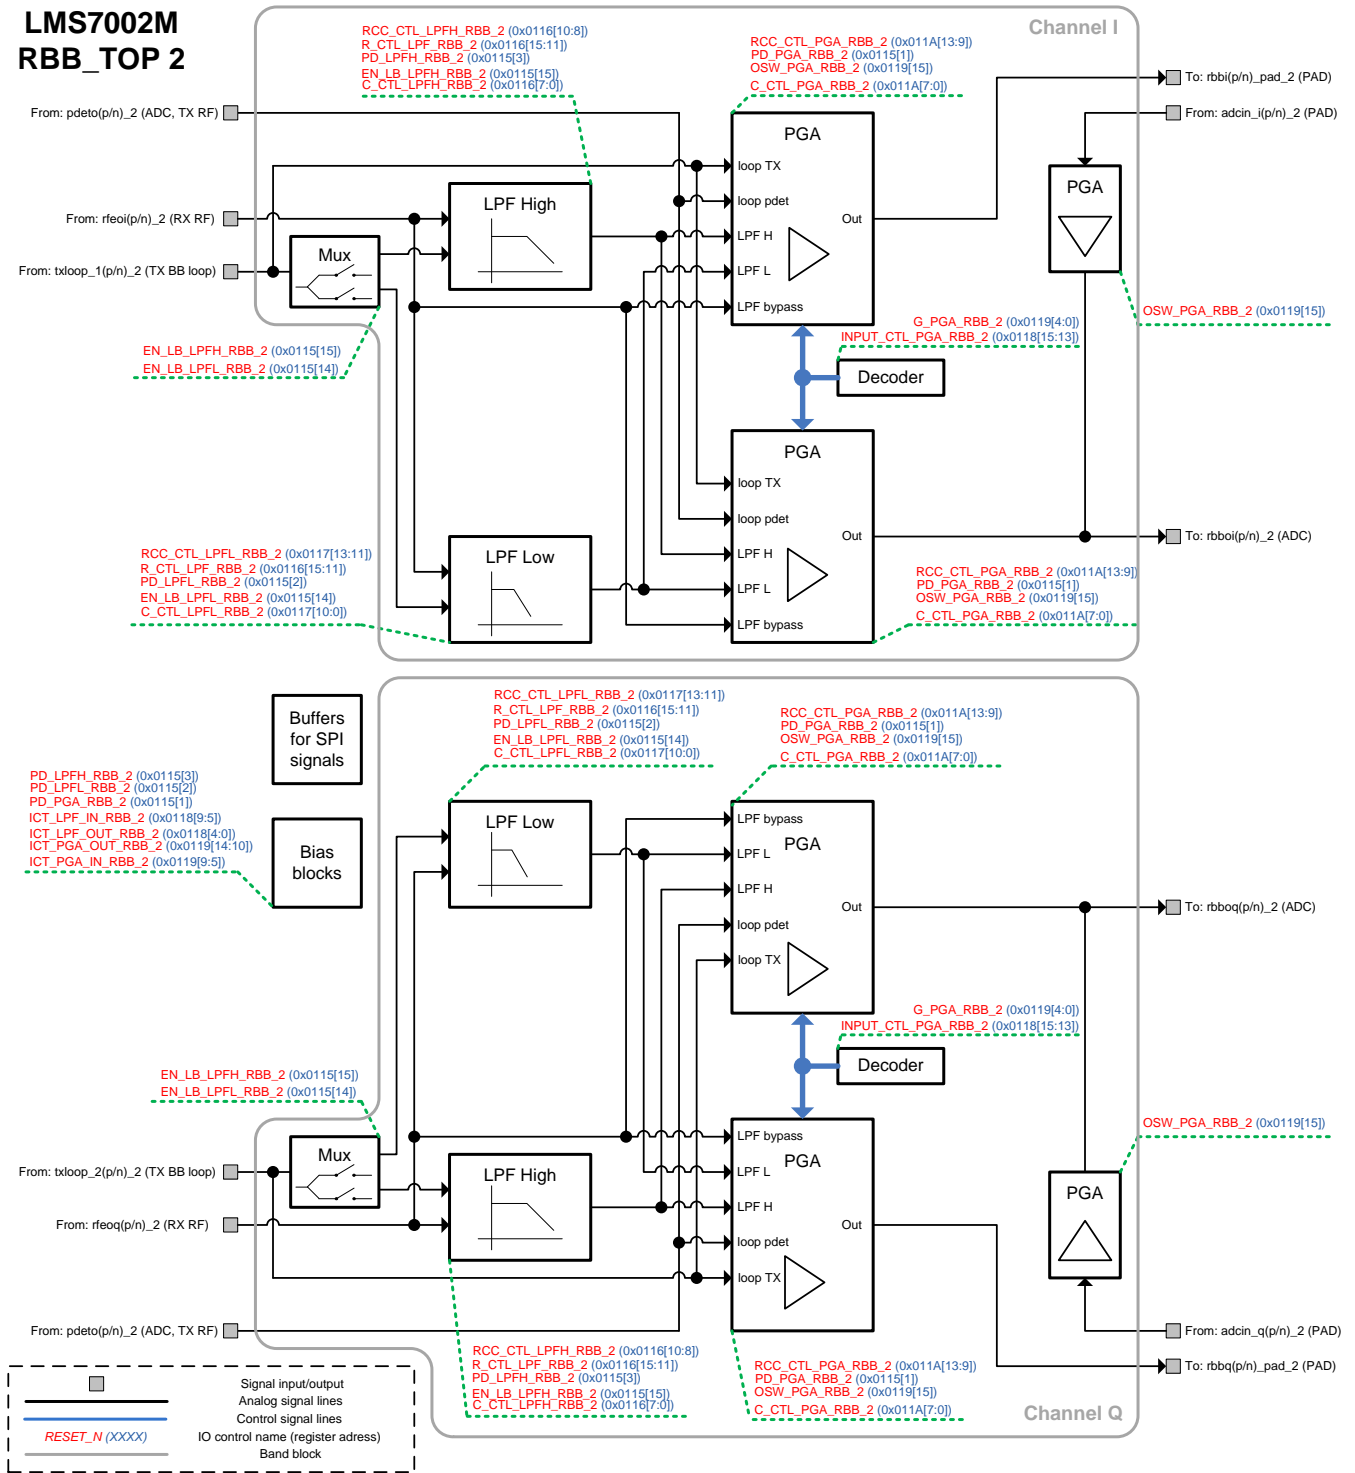 LMS7002M
RBB_TOP 2
Channel I
RCC_CTL_LPFH_RBB_2 (0x0116[10:8])
R_CTL_LPF_RBB_2 (0x0116[15:11])
PD_LPFH_RBB_2 (0x0115[3])
EN_LB_LPFH_RBB_2 (0x0115[15])
C_CTL_LPFH_RBB_2 (0x0116[7:0])
RCC_CTL_PGA_RBB_2 (0x011A[13:9])
PD_PGA_RBB_2 (0x0115[1])
OSW_PGA_RBB_2 (0x0119[15])
C_CTL_PGA_RBB_2 (0x011A[7:0])
To: rbbi(p/n)_pad_2 (PAD)
From: pdeto(p/n)_2 (ADC, TX RF)
From: adcin_i(p/n)_2 (PAD)
PGA
loop TX
loop pdet
LPF H
LPF L
LPF bypass
Out
PGA
LPF High
From: rfeoi(p/n)_2 (RX RF)
Mux
From: txloop_1(p/n)_2 (TX BB loop)
OSW_PGA_RBB_2 (0x0119[15])
G_PGA_RBB_2 (0x0119[4:0])
INPUT_CTL_PGA_RBB_2 (0x0118[15:13])
EN_LB_LPFH_RBB_2 (0x0115[15])
EN_LB_LPFL_RBB_2 (0x0115[14])
Decoder
PGA
loop TX
loop pdet
LPF H
LPF L
LPF bypass
Out
To: rbboi(p/n)_2 (ADC)
LPF Low
RCC_CTL_LPFL_RBB_2 (0x0117[13:11])
R_CTL_LPF_RBB_2 (0x0116[15:11])
PD_LPFL_RBB_2 (0x0115[2])
EN_LB_LPFL_RBB_2 (0x0115[14])
C_CTL_LPFL_RBB_2 (0x0117[10:0])
RCC_CTL_PGA_RBB_2 (0x011A[13:9])
PD_PGA_RBB_2 (0x0115[1])
OSW_PGA_RBB_2 (0x0119[15])
C_CTL_PGA_RBB_2 (0x011A[7:0])
Buffers
for SPI
signals
RCC_CTL_LPFL_RBB_2 (0x0117[13:11])
R_CTL_LPF_RBB_2 (0x0116[15:11])
PD_LPFL_RBB_2 (0x0115[2])
EN_LB_LPFL_RBB_2 (0x0115[14])
C_CTL_LPFL_RBB_2 (0x0117[10:0])
RCC_CTL_PGA_RBB_2 (0x011A[13:9])
PD_PGA_RBB_2 (0x0115[1])
OSW_PGA_RBB_2 (0x0119[15])
C_CTL_PGA_RBB_2 (0x011A[7:0])
PD_LPFH_RBB_2 (0x0115[3])
PD_LPFL_RBB_2 (0x0115[2])
PD_PGA_RBB_2 (0x0115[1])
ICT_LPF_IN_RBB_2 (0x0118[9:5])
ICT_LPF_OUT_RBB_2 (0x0118[4:0])
ICT_PGA_OUT_RBB_2 (0x0119[14:10])
ICT_PGA_IN_RBB_2 (0x0119[9:5])
Bias
blocks
LPF Low
LPF bypass
PGA
LPF L
LPF H
Out
loop pdet
loop TX
To: rbboq(p/n)_2 (ADC)
G_PGA_RBB_2 (0x0119[4:0])
INPUT_CTL_PGA_RBB_2 (0x0118[15:13])
Decoder
EN_LB_LPFH_RBB_2 (0x0115[15])
EN_LB_LPFL_RBB_2 (0x0115[14])
OSW_PGA_RBB_2 (0x0119[15])
Mux
From: txloop_2(p/n)_2 (TX BB loop)
From: rfeoq(p/n)_2 (RX RF)
LPF High
LPF bypass
PGA
LPF L
LPF H
Out
loop pdet
loop TX
PGA
From: pdeto(p/n)_2 (ADC, TX RF)
From: adcin_q(p/n)_2 (PAD)
To: rbbq(p/n)_pad_2 (PAD)
RCC_CTL_LPFH_RBB_2 (0x0116[10:8])
R_CTL_LPF_RBB_2 (0x0116[15:11])
PD_LPFH_RBB_2 (0x0115[3])
EN_LB_LPFH_RBB_2 (0x0115[15])
C_CTL_LPFH_RBB_2 (0x0116[7:0])
RCC_CTL_PGA_RBB_2 (0x011A[13:9])
PD_PGA_RBB_2 (0x0115[1])
OSW_PGA_RBB_2 (0x0119[15])
C_CTL_PGA_RBB_2 (0x011A[7:0])
Channel Q
Signal input/output
Analog signal lines
Control signal lines
RESET_N (XXXX) IO control name (register adress)
Band block